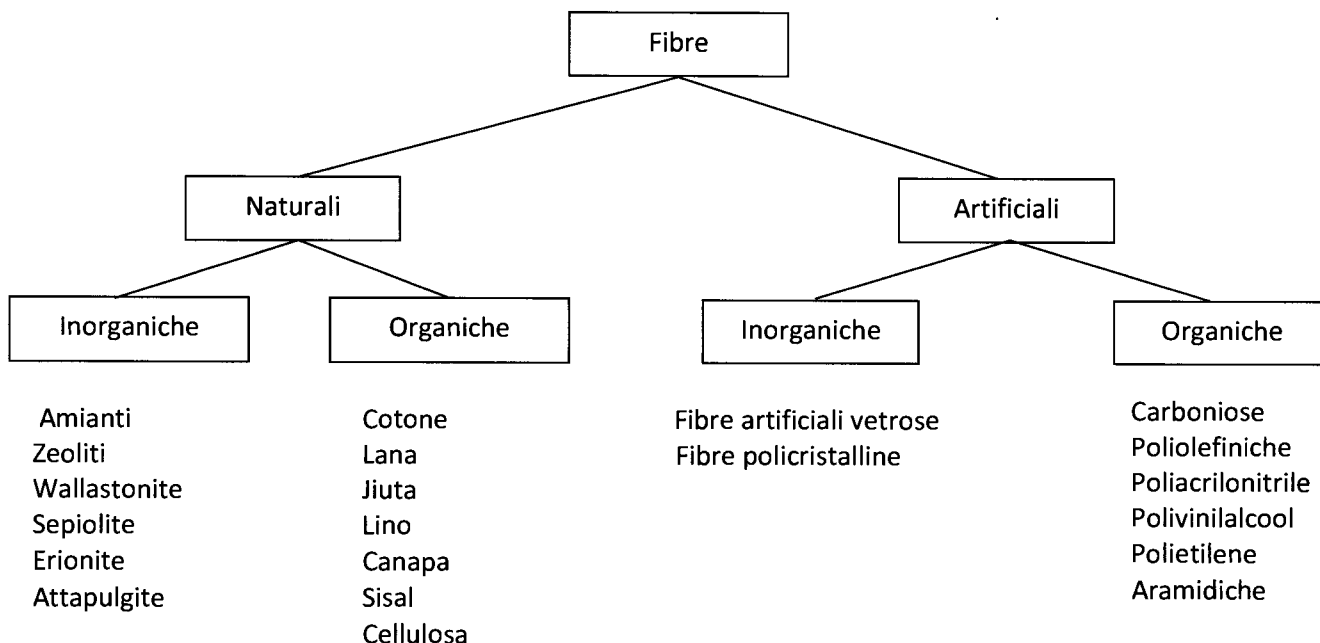 Fibre
Naturali
Artificiali
Inorganiche
Organiche
Inorganiche
Organiche
Amianti
Zeoliti
Wallastonite
Sepiolite
Erionite
Attapulgite
Cotone
Lana
Jiuta
Lino
Canapa
Sisal
Cellulosa
Fibre artificiali vetrose
Fibre policristalline
Carboniose
Poliolefiniche
Poliacrilonitrile
Polivinilalcool
Polietilene
Aramidiche